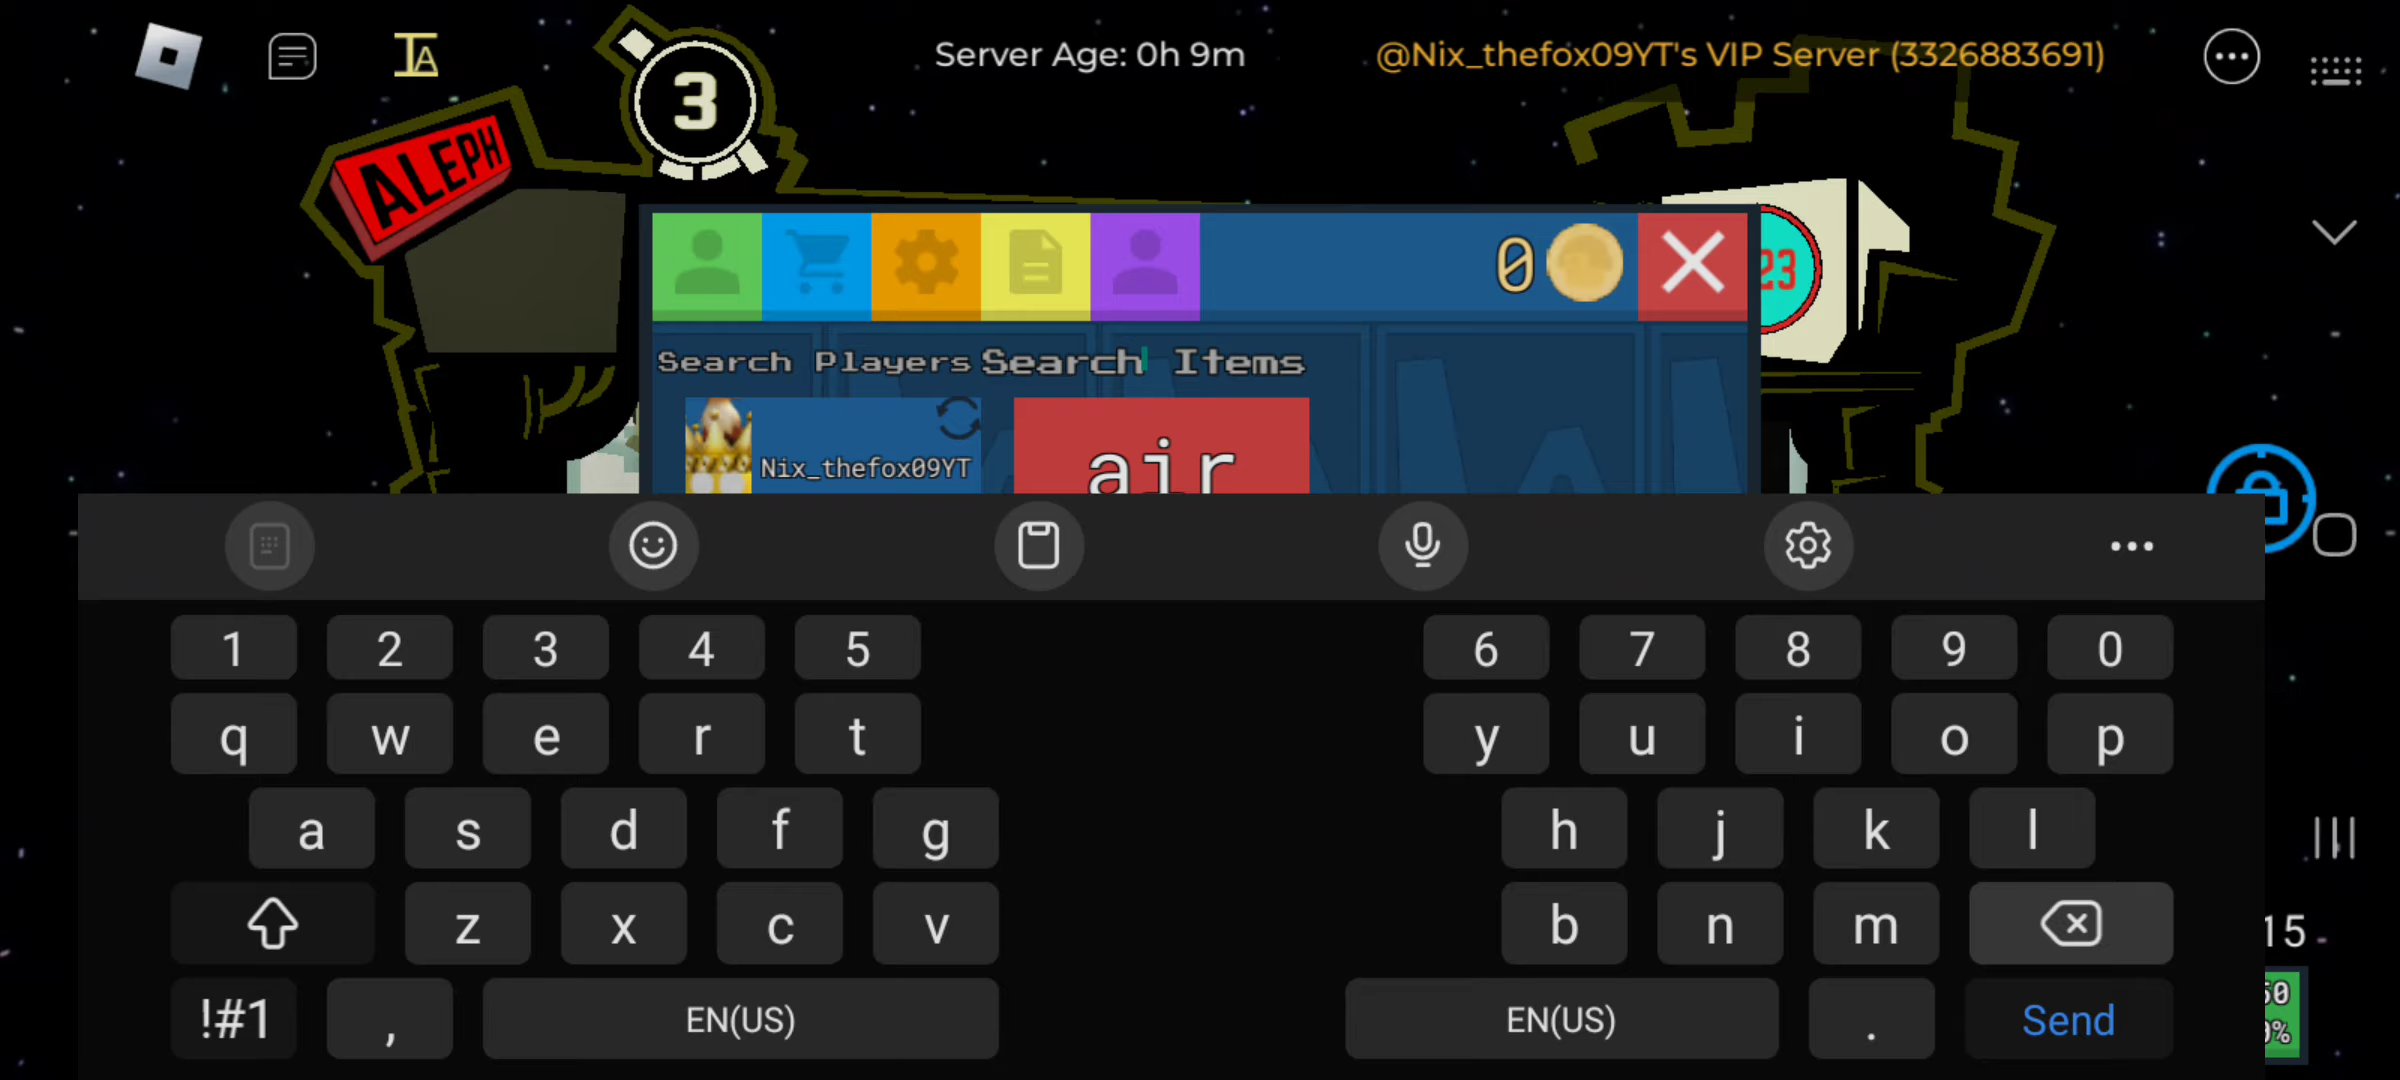 Server Age: 0h 9m
@Nix_thefox09YT's VIP Server (3326883691)
3
ALEPH
0
23
Search Players
Search Items
Nix_thefox09YT
air
1 2 3 4 5 6 7 8 9 0
q w e r t y u i o p
a s d f g h j k l
z x c v b n m
15
!#1 , EN(US) EN(US) . Send